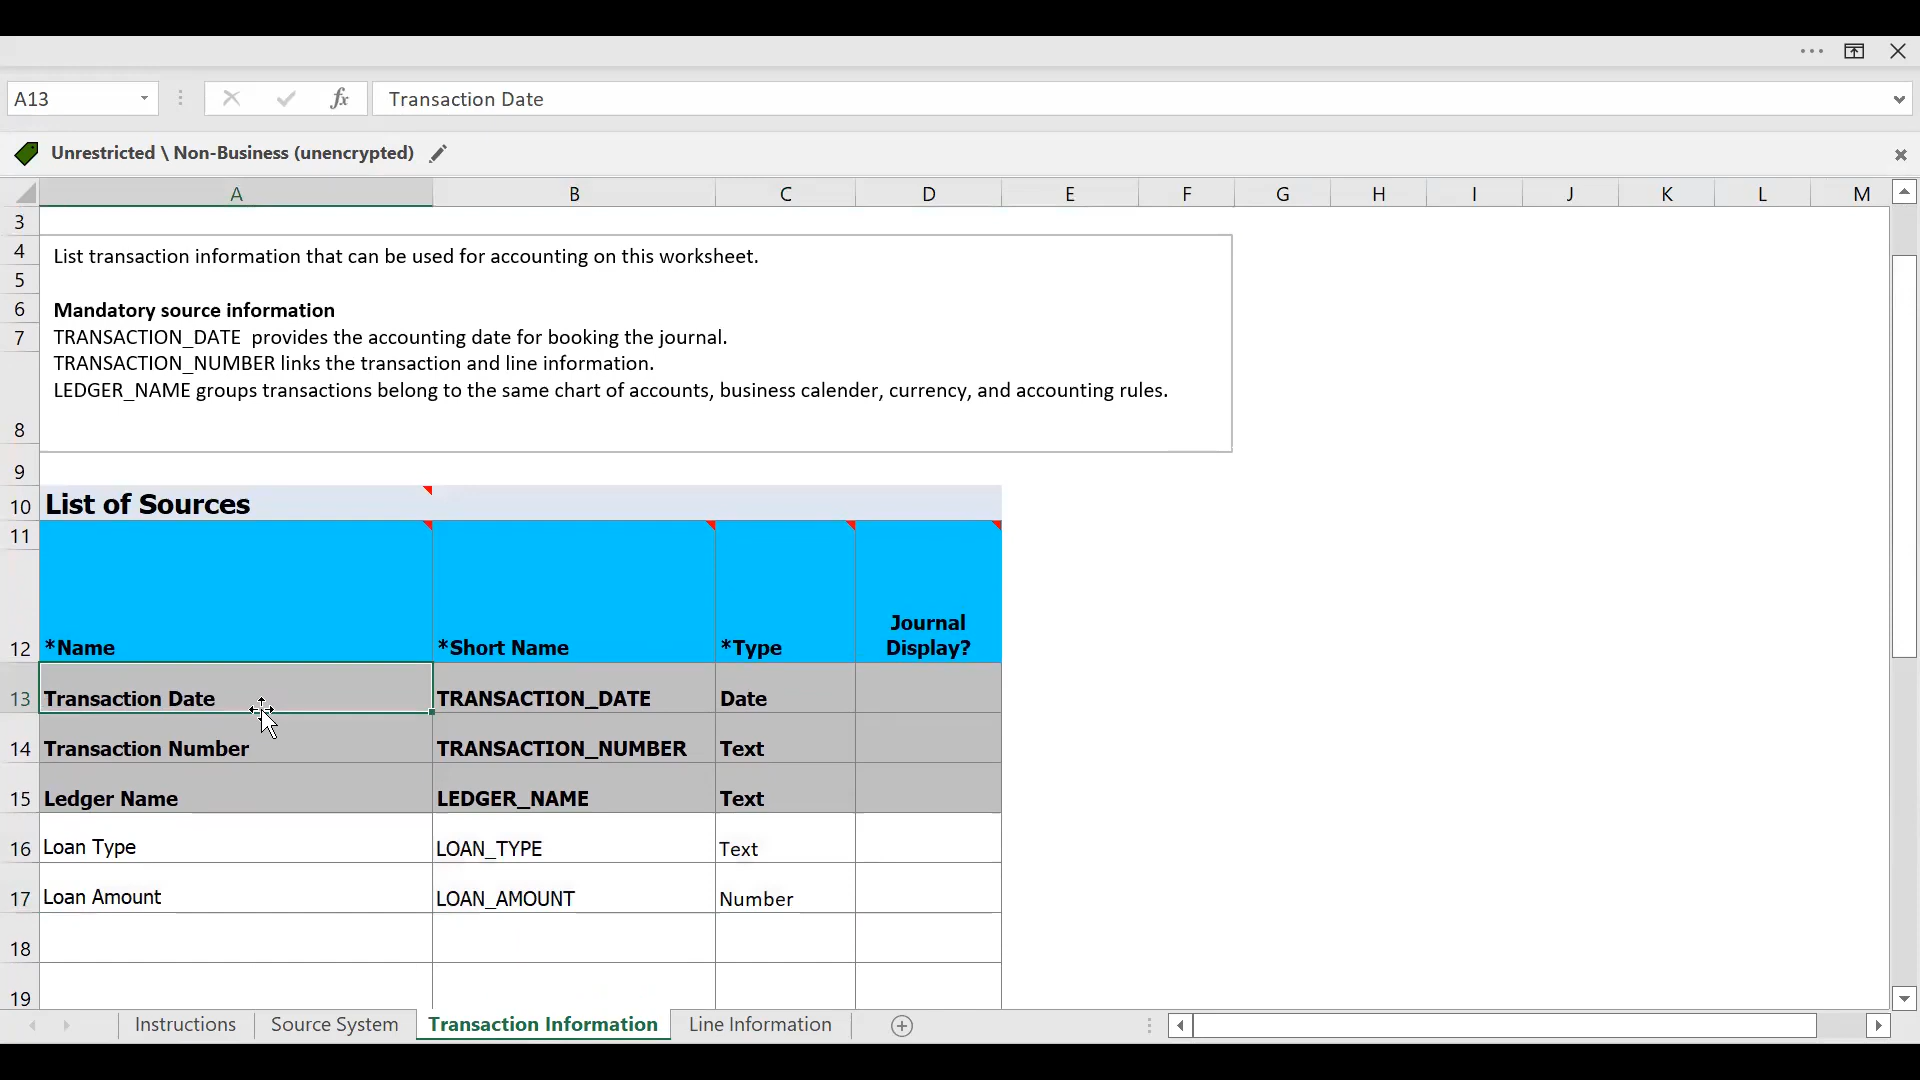 A13
fx
Transaction Date
Unrestricted \ Non-Business (unencrypted)
A B C D E F G H I J K L M
3
4
5
6
7
8
9
10
11
12
13
14
15
16
17
18
19
List transaction information that can be used for accounting on this worksheet.
Mandatory source information
TRANSACTION_DATE  provides the accounting date for booking the journal.
TRANSACTION_NUMBER links the transaction and line information.
LEDGER_NAME groups transactions belong to the same chart of accounts, business calender, currency, and accounting rules.
List of Sources
*Name *Short Name *Type Journal Display?
Transaction Date TRANSACTION_DATE Date
Transaction Number TRANSACTION_NUMBER Text
Ledger Name LEDGER_NAME Text
Loan Type LOAN_TYPE Text
Loan Amount LOAN_AMOUNT Number
Instructions Source System Transaction Information Line Information